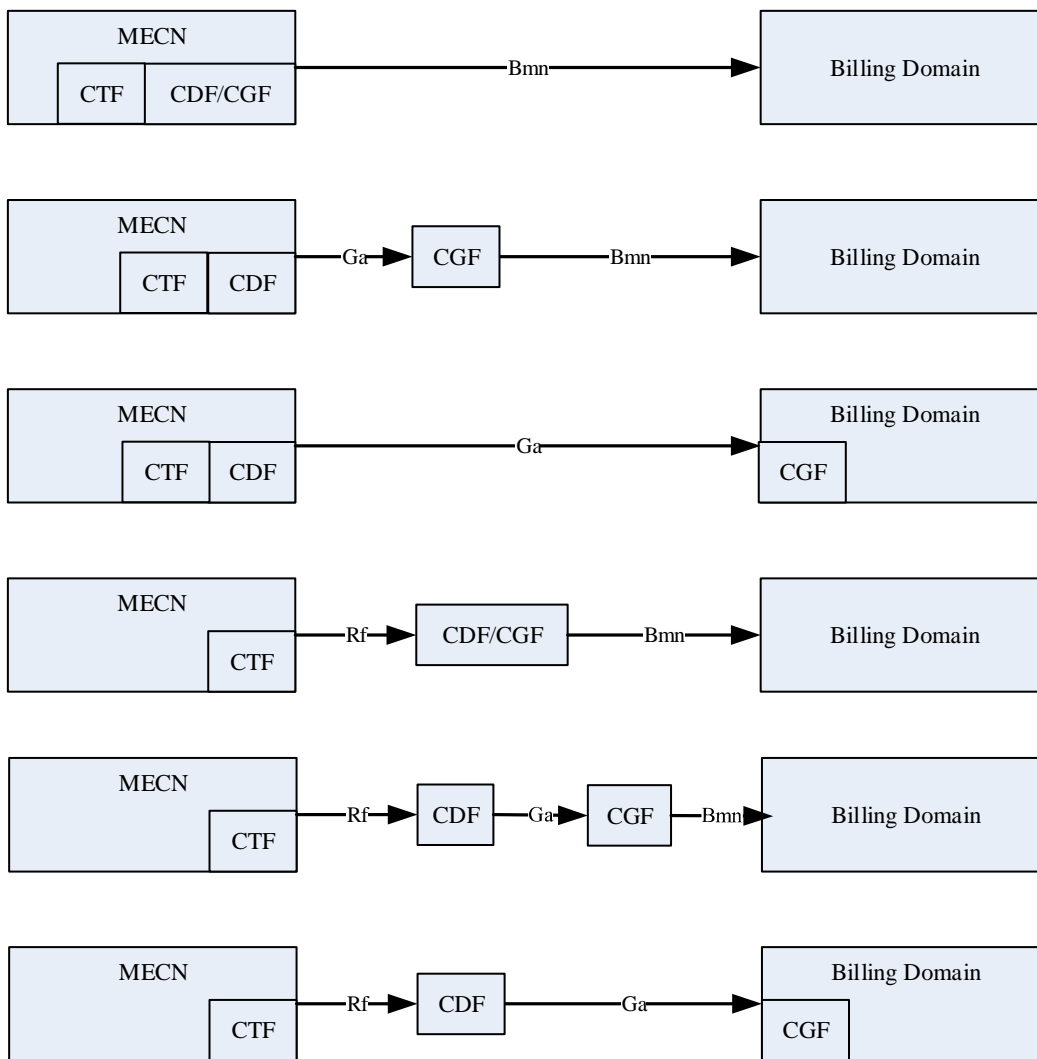 MECN
Bmn
Billing Domain
CTF
CDF/CGF
MECN
Ga
CGF
Bmn
Billing Domain
CTF
CDF
MECN
Billing Domain
Ga
CTF
CDF
CGF
MECN
Rf
CDF/CGF
Bmn
Billing Domain
CTF
MECN
Rf
CDF
Ga
CGF
Bmn
Billing Domain
CTF
MECN
Billing Domain
Rf
CDF
Ga
CTF
CGF